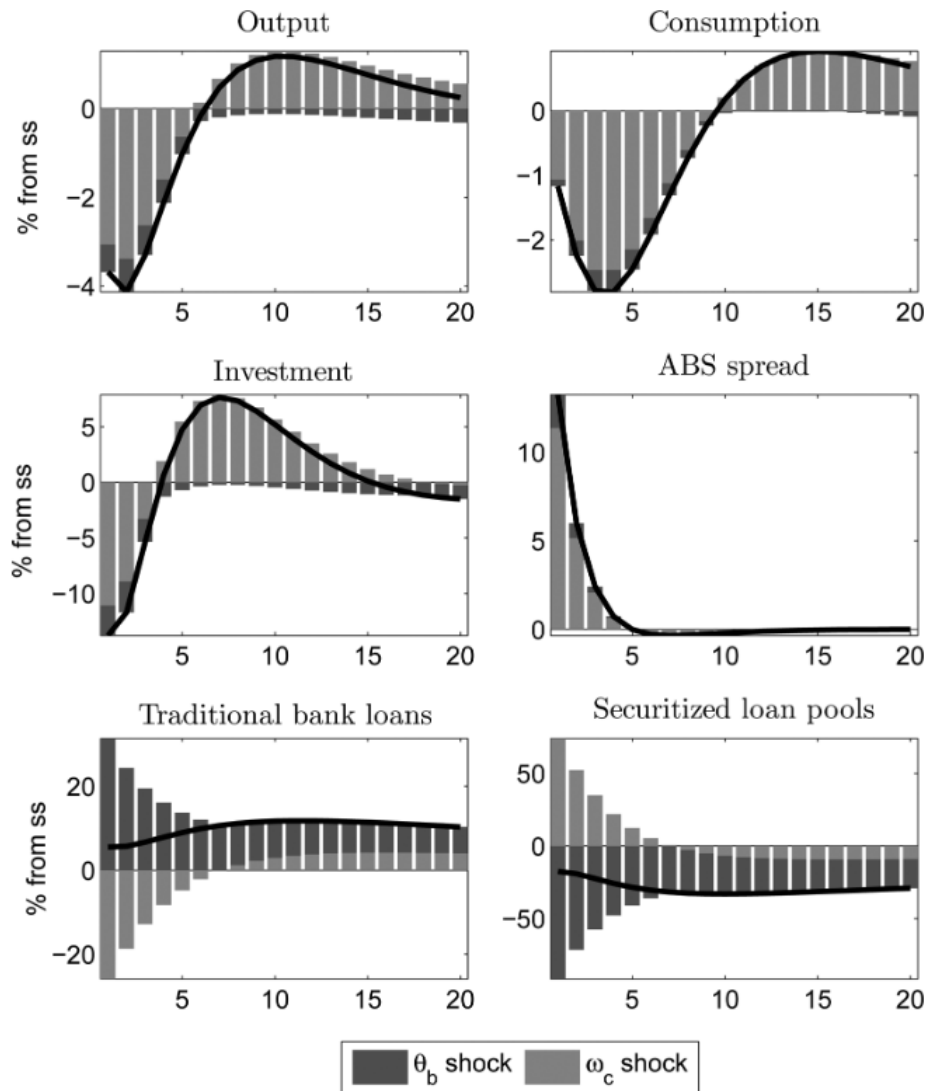 Output
Consumption
% from ss
0
−2
−4
5 10 15 20
0
−1
−2
5 10 15 20
Investment
ABS spread
% from ss
5
0
−5
−10
5 10 15 20
10
5
0
5 10 15 20
Traditional bank loans
Securitized loan pools
% from ss
20
0
−20
5 10 15 20
50
0
−50
5 10 15 20
θ_b shock ω_c shock